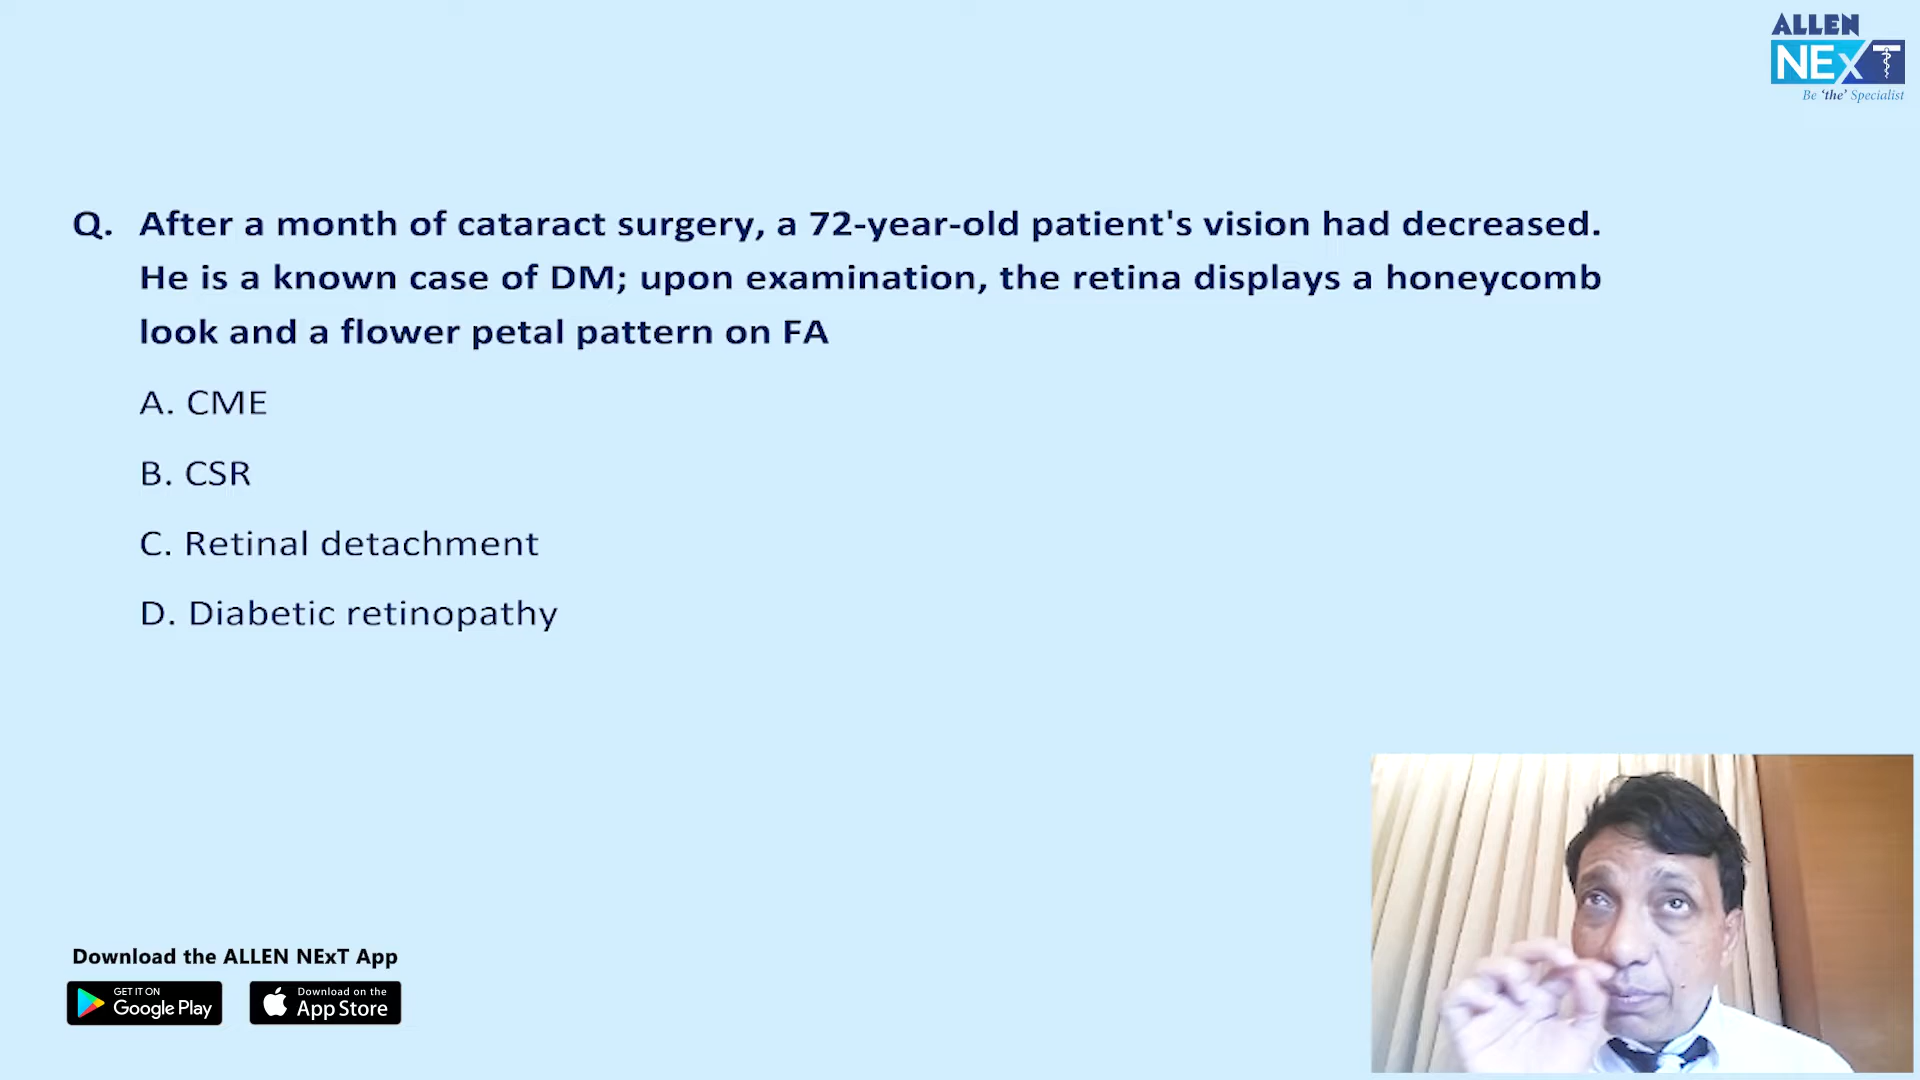 ALLEN
NExT
Be 'the' Specialist
Q. After a month of cataract surgery, a 72-year-old patient's vision had decreased.
He is a known case of DM; upon examination, the retina displays a honeycomb
look and a flower petal pattern on FA
A. CME
B. CSR
C. Retinal detachment
D. Diabetic retinopathy
Download the ALLEN NExT App
GET IT ON
Google Play
Download on the
App Store